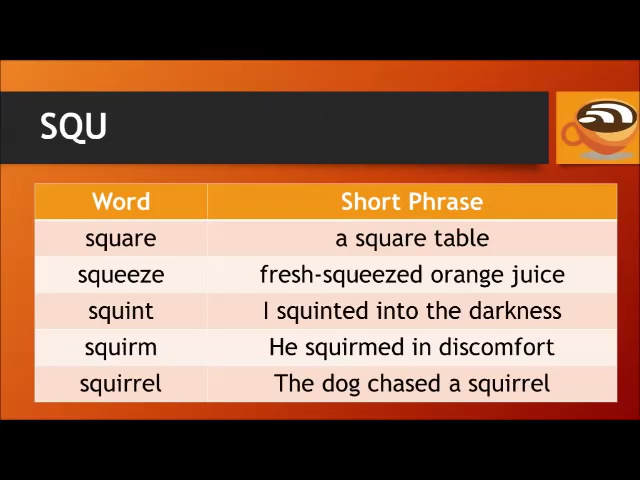 SQU
Word Short Phrase
square a square table
squeeze fresh-squeezed orange juice
squint I squinted into the darkness
squirm He squirmed in discomfort
squirrel The dog chased a squirrel